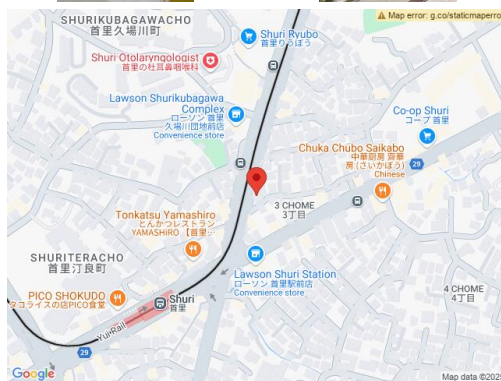 Map error: g.co/staticmaperro
SHURIKUBAGAWACHO
首里久場川町
Shuri Ryubo
首里りうぼう
Shuri Otolaryngologist
首里の杜耳鼻咽喉科
Lawson Shurikubagawa
Complex
ローソン 首里
久場川団地前店
Convenience store
Co-op Shuri
コープ 首里
Chuka Chubo Saikabo
中華厨房 齊華
房 (さいかぼう)
Chinese
29
3 CHOME
3丁目
Tonkatsu Yamashiro
とんかつレストラン
YAMASHIRO 【首里...
SHURITERACHO
首里汀良町
Lawson Shuri Station
ローソン 首里駅前店
Convenience store
PICO SHOKUDO
タコライスの店PICO食堂
Shuri
首里
Yui Rail
29
4 CHOME
4丁目
Google
Map data ©2025